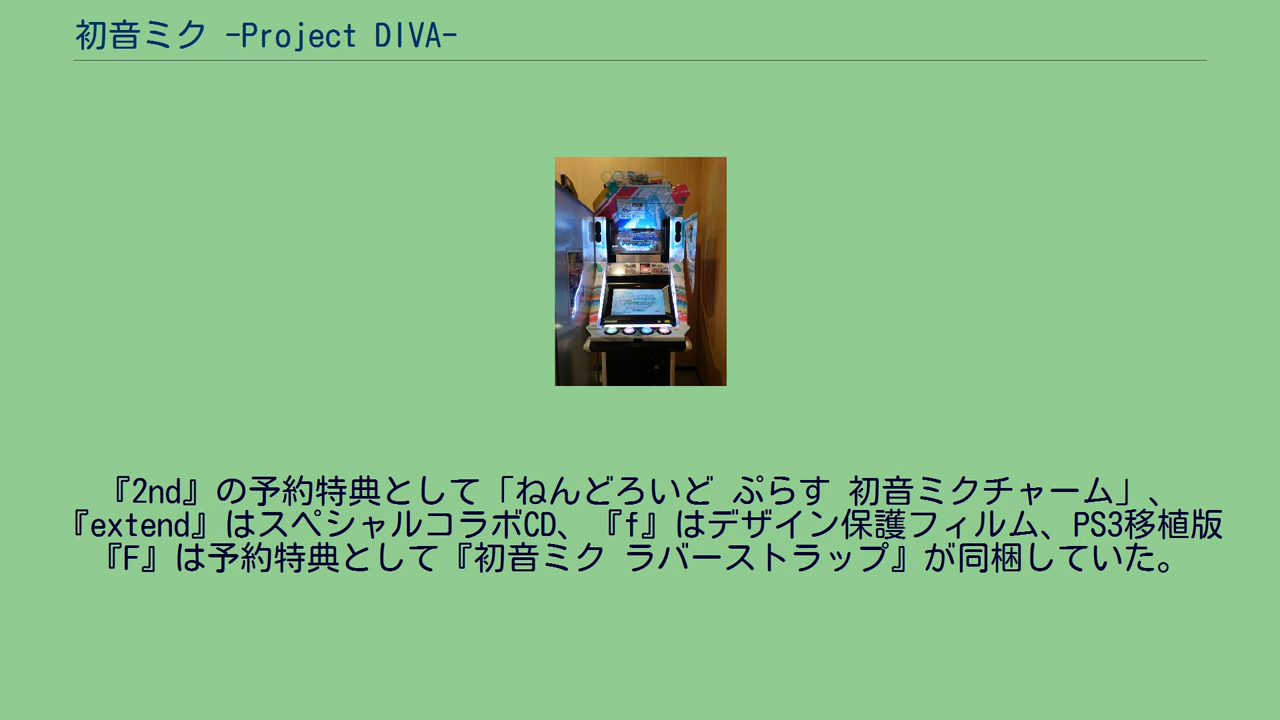 初音ミク -Project DIVA-
『2nd』の予約特典として「ねんどろいど ぷらす 初音ミクチャーム」、
『extend』はスペシャルコラボCD、『f』はデザイン保護フィルム、PS3移植版
『F』は予約特典として『初音ミク ラバーストラップ』が同梱していた。